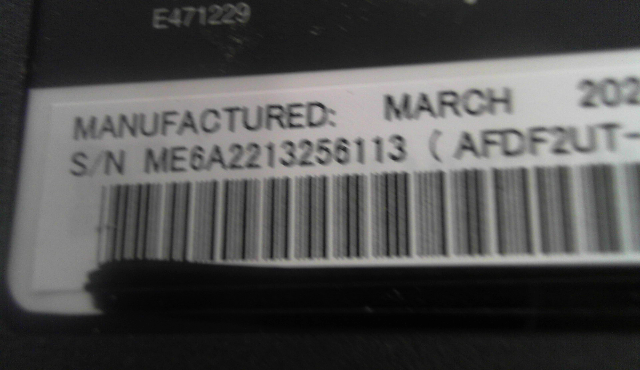 E471229
MANUFACTURED: MARCH 202
S/N ME6A2213256113 ( AFDF2UT-